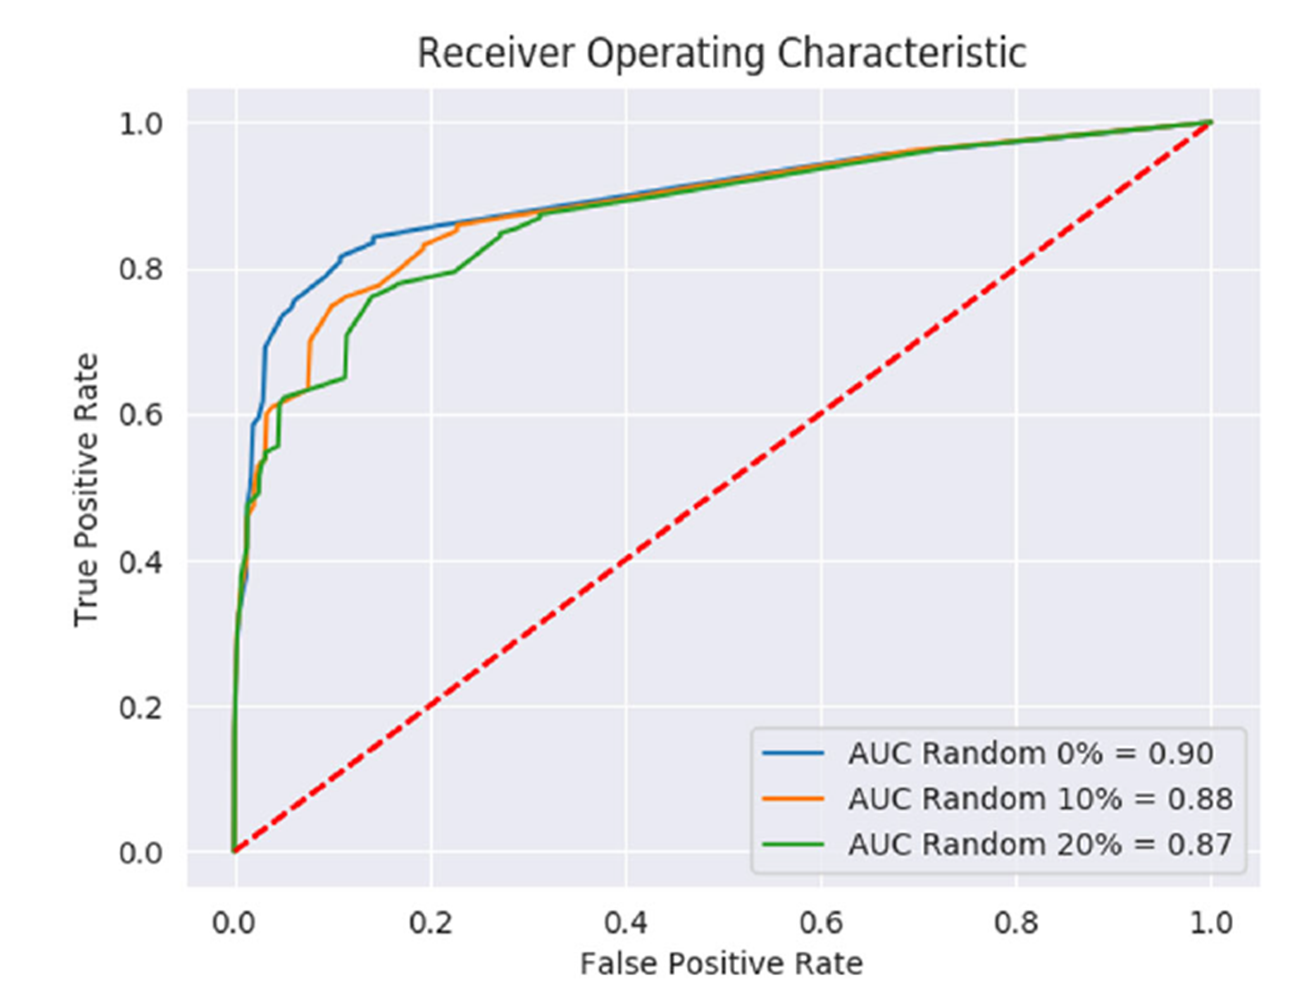 Receiver Operating Characteristic
True Positive Rate
1.0
0.8
0.6
0.4
0.2
0.0
AUC Random 0% = 0.90
AUC Random 10% = 0.88
AUC Random 20% = 0.87
0.0 0.2 0.4 0.6 0.8 1.0
False Positive Rate